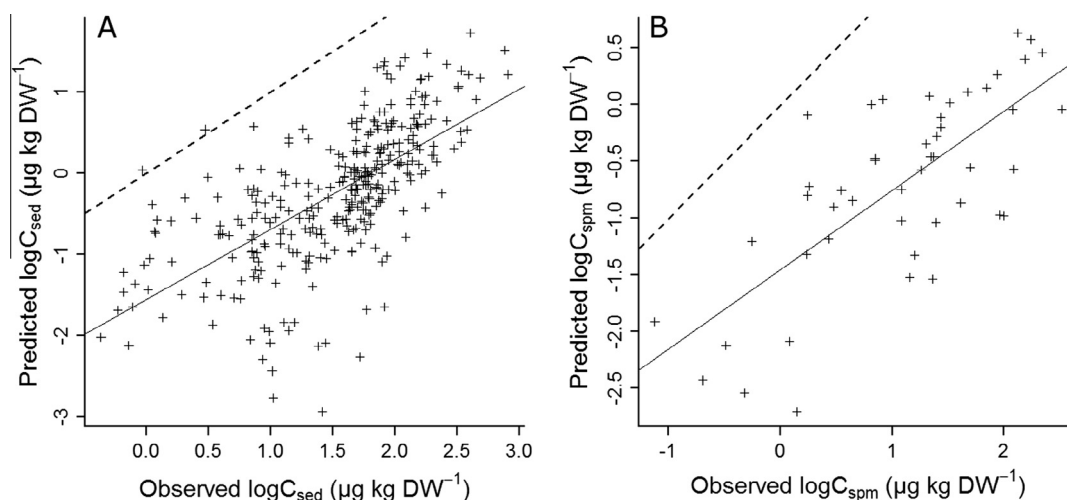 A
Predicted logC_sed (µg kg DW⁻¹)
1
0
-1
-2
-3
0.0 0.5 1.0 1.5 2.0 2.5 3.0
Observed logC_sed (µg kg DW⁻¹)
B
Predicted logC_spm (µg kg DW⁻¹)
0.5
0.0
-0.5
-1.0
-1.5
-2.0
-2.5
-1 0 1 2
Observed logC_spm (µg kg DW⁻¹)